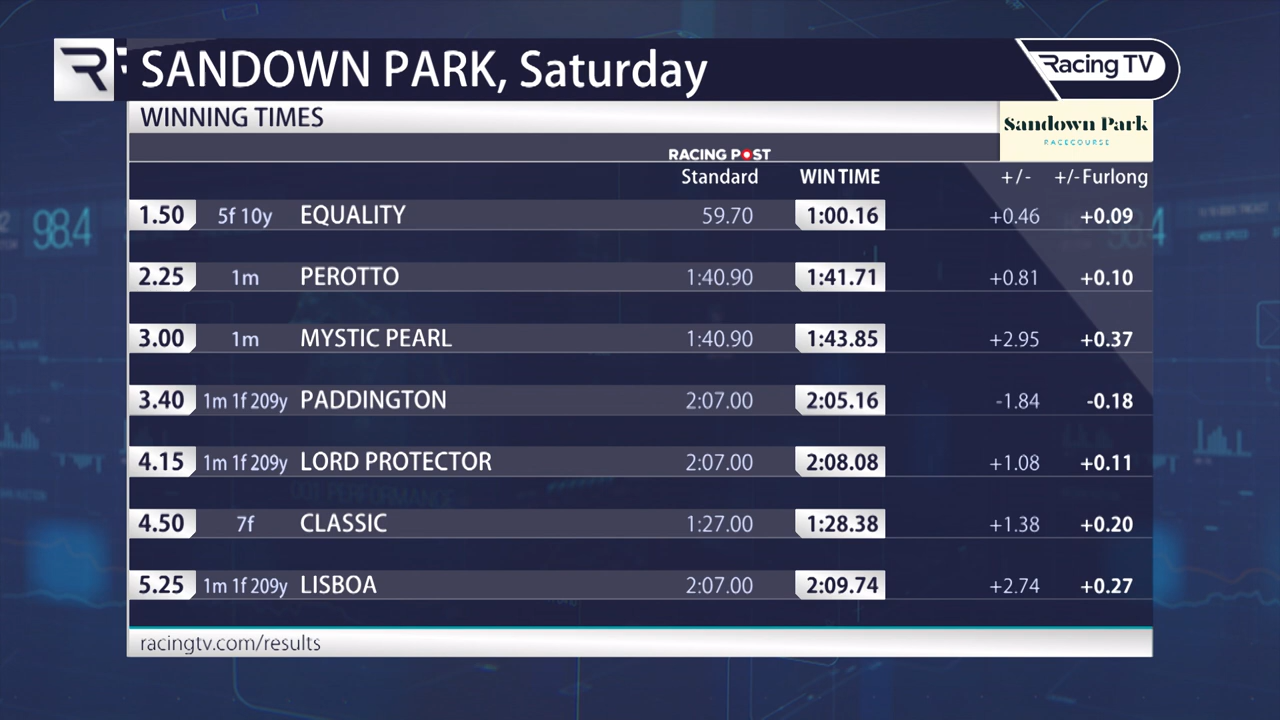 SANDOWN PARK, Saturday
Racing TV
WINNING TIMES
Sandown Park
RACECOURSE
RACING POST
Standard WIN TIME +/- +/-Furlong
1.50 5f 10y EQUALITY 59.70 1:00.16 +0.46 +0.09
2.25 1m PEROTTO 1:40.90 1:41.71 +0.81 +0.10
3.00 1m MYSTIC PEARL 1:40.90 1:43.85 +2.95 +0.37
3.40 1m 1f 209y PADDINGTON 2:07.00 2:05.16 -1.84 -0.18
4.15 1m 1f 209y LORD PROTECTOR 2:07.00 2:08.08 +1.08 +0.11
4.50 7f CLASSIC 1:27.00 1:28.38 +1.38 +0.20
5.25 1m 1f 209y LISBOA 2:07.00 2:09.74 +2.74 +0.27
racingtv.com/results
98.4